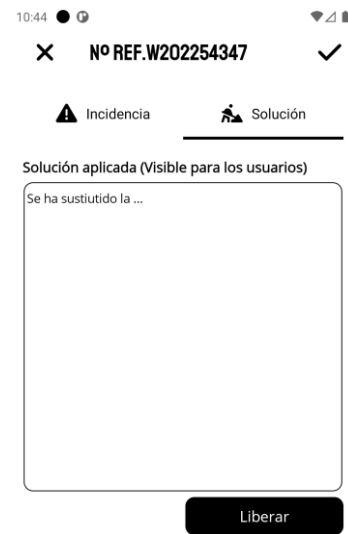 10:44
Nº REF.W202254347
Incidencia
Solución
Solución aplicada (Visible para los usuarios)
Se ha sustiutido la ...
Liberar